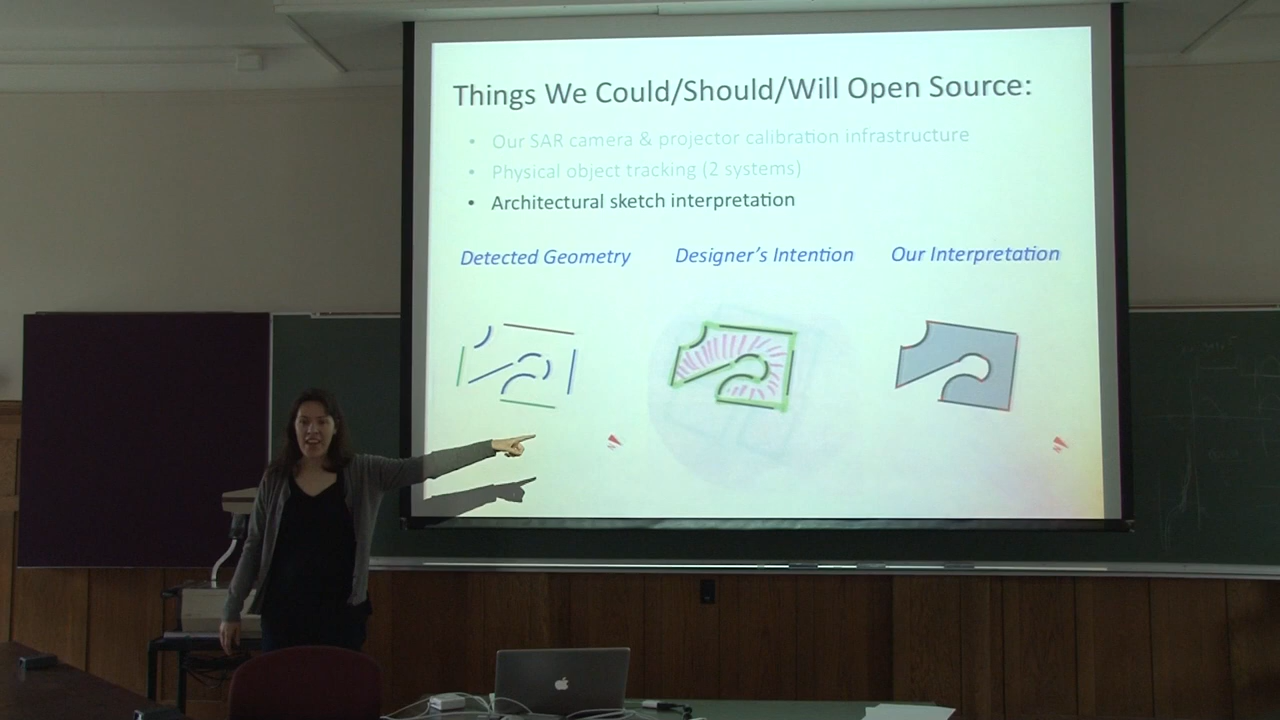 Things We Could/Should/Will Open Source:
• Our SAR camera & projector calibration infrastructure
• Physical object tracking (2 systems)
• Architectural sketch interpretation
Detected Geometry Designer's Intention Our Interpretation